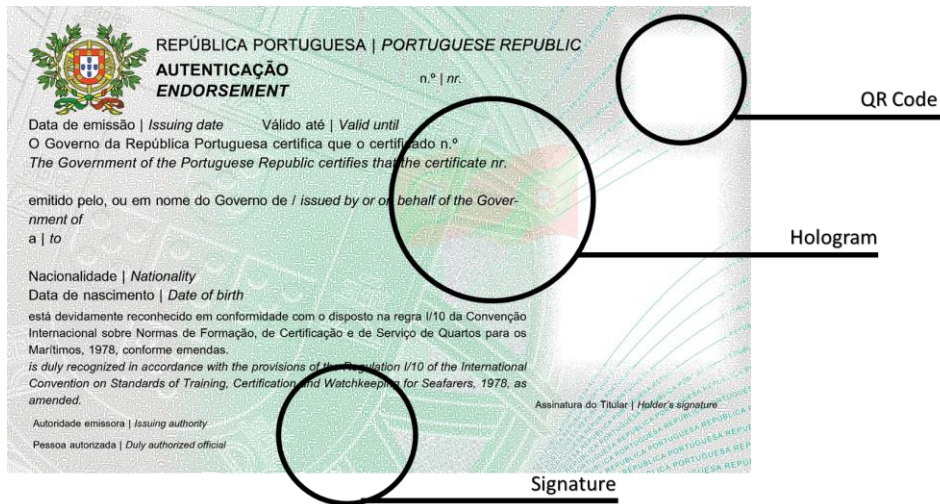 REPÚBLICA PORTUGUESA | PORTUGUESE REPUBLIC
AUTENTICAÇÃO
ENDORSEMENT
n.º | nr.
QR Code
Data de emissão | Issuing date Válido até | Valid until
O Governo da República Portuguesa certifica que o certificado n.º
The Government of the Portuguese Republic certifies that the certificate nr.
emitido pelo, ou em nome do Governo de / issued by or on behalf of the Gover-
nment of
a | to
Hologram
Nacionalidade | Nationality
Data de nascimento | Date of birth
está devidamente reconhecido em conformidade com o disposto na regra I/10 da Convenção
Internacional sobre Normas de Formação, de Certificação e de Serviço de Quartos para os
Marítimos, 1978, conforme emendas.
is duly recognized in accordance with the provisions of the Regulation I/10 of the International
Convention on Standards of Training, Certification and Watchkeeping for Seafarers, 1978, as
amended.
Assinatura do Titular | Holder's signature
Autoridade emissora | Issuing authority
Pessoa autorizada | Duly authorized official
Signature